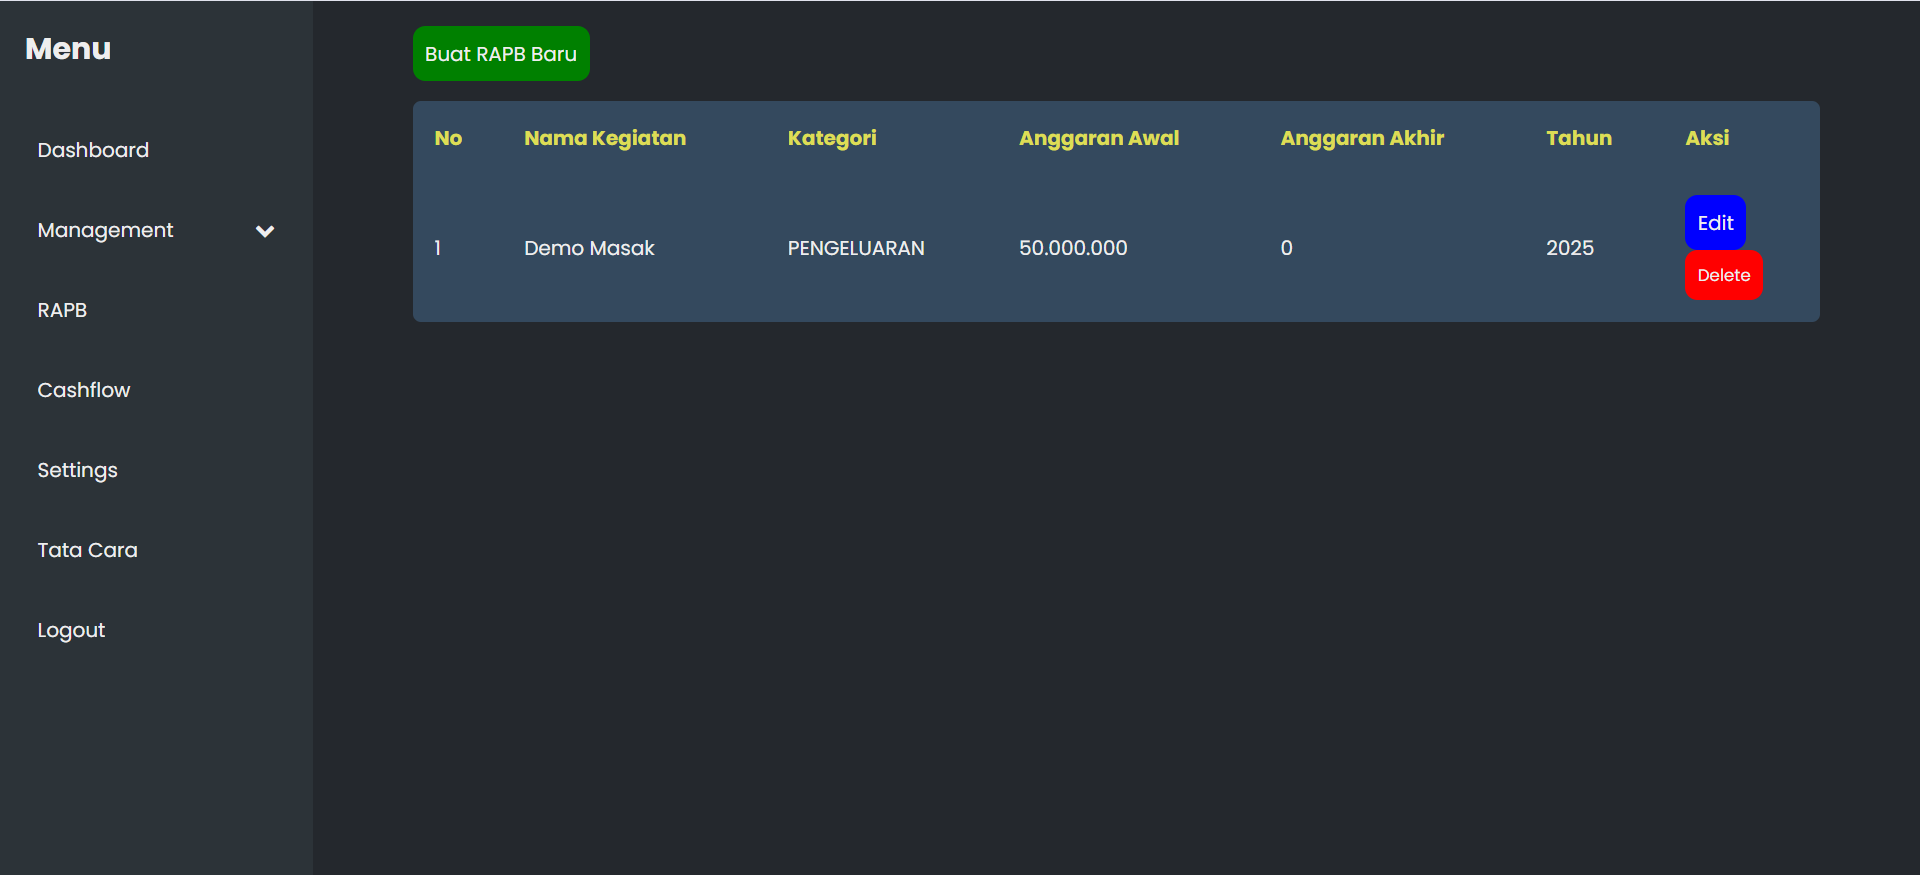 Menu
Dashboard
Management
RAPB
Cashflow
Settings
Tata Cara
Logout
Buat RAPB Baru
No Nama Kegiatan Kategori Anggaran Awal Anggaran Akhir Tahun Aksi
1 Demo Masak PENGELUARAN 50.000.000 0 2025 Edit
Delete